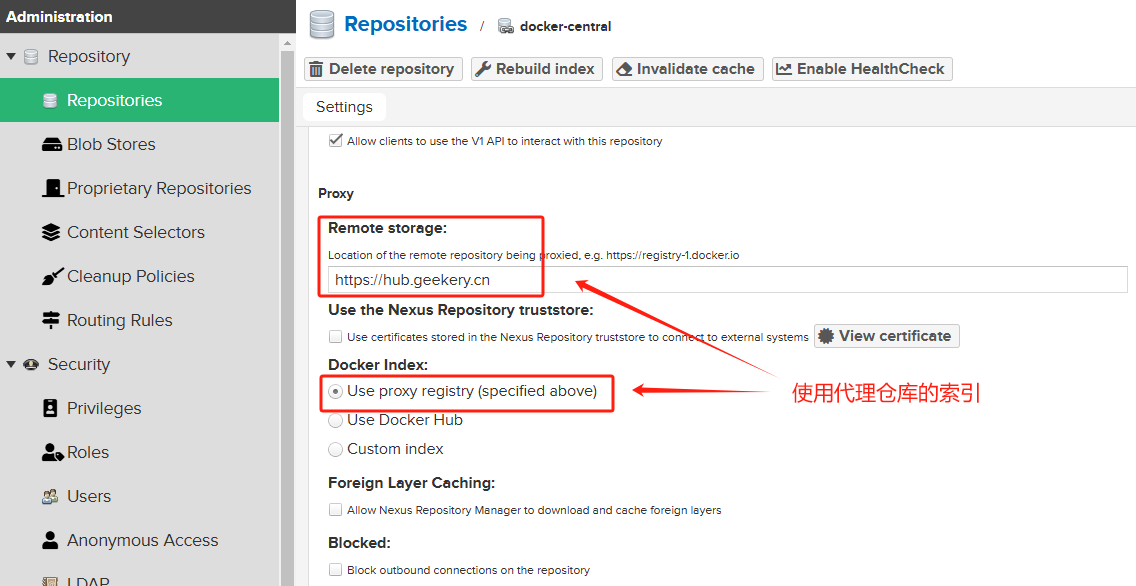 Administration
Repository
Repositories
Blob Stores
Proprietary Repositories
Content Selectors
Cleanup Policies
Routing Rules
Security
Privileges
Roles
Users
Anonymous Access
LDAP
Repositories / docker-central
Delete repository Rebuild index Invalidate cache Enable HealthCheck
Settings
Allow clients to use the V1 API to interact with this repository
Proxy
Remote storage:
Location of the remote repository being proxied, e.g. https://registry-1.docker.io
https://hub.geekery.cn
Use the Nexus Repository truststore:
Use certificates stored in the Nexus Repository truststore to connect to external systems View certificate
Docker Index:
Use proxy registry (specified above)
使用代理仓库的索引
Use Docker Hub
Custom index
Foreign Layer Caching:
Allow Nexus Repository Manager to download and cache foreign layers
Blocked:
Block outbound connections on the repository